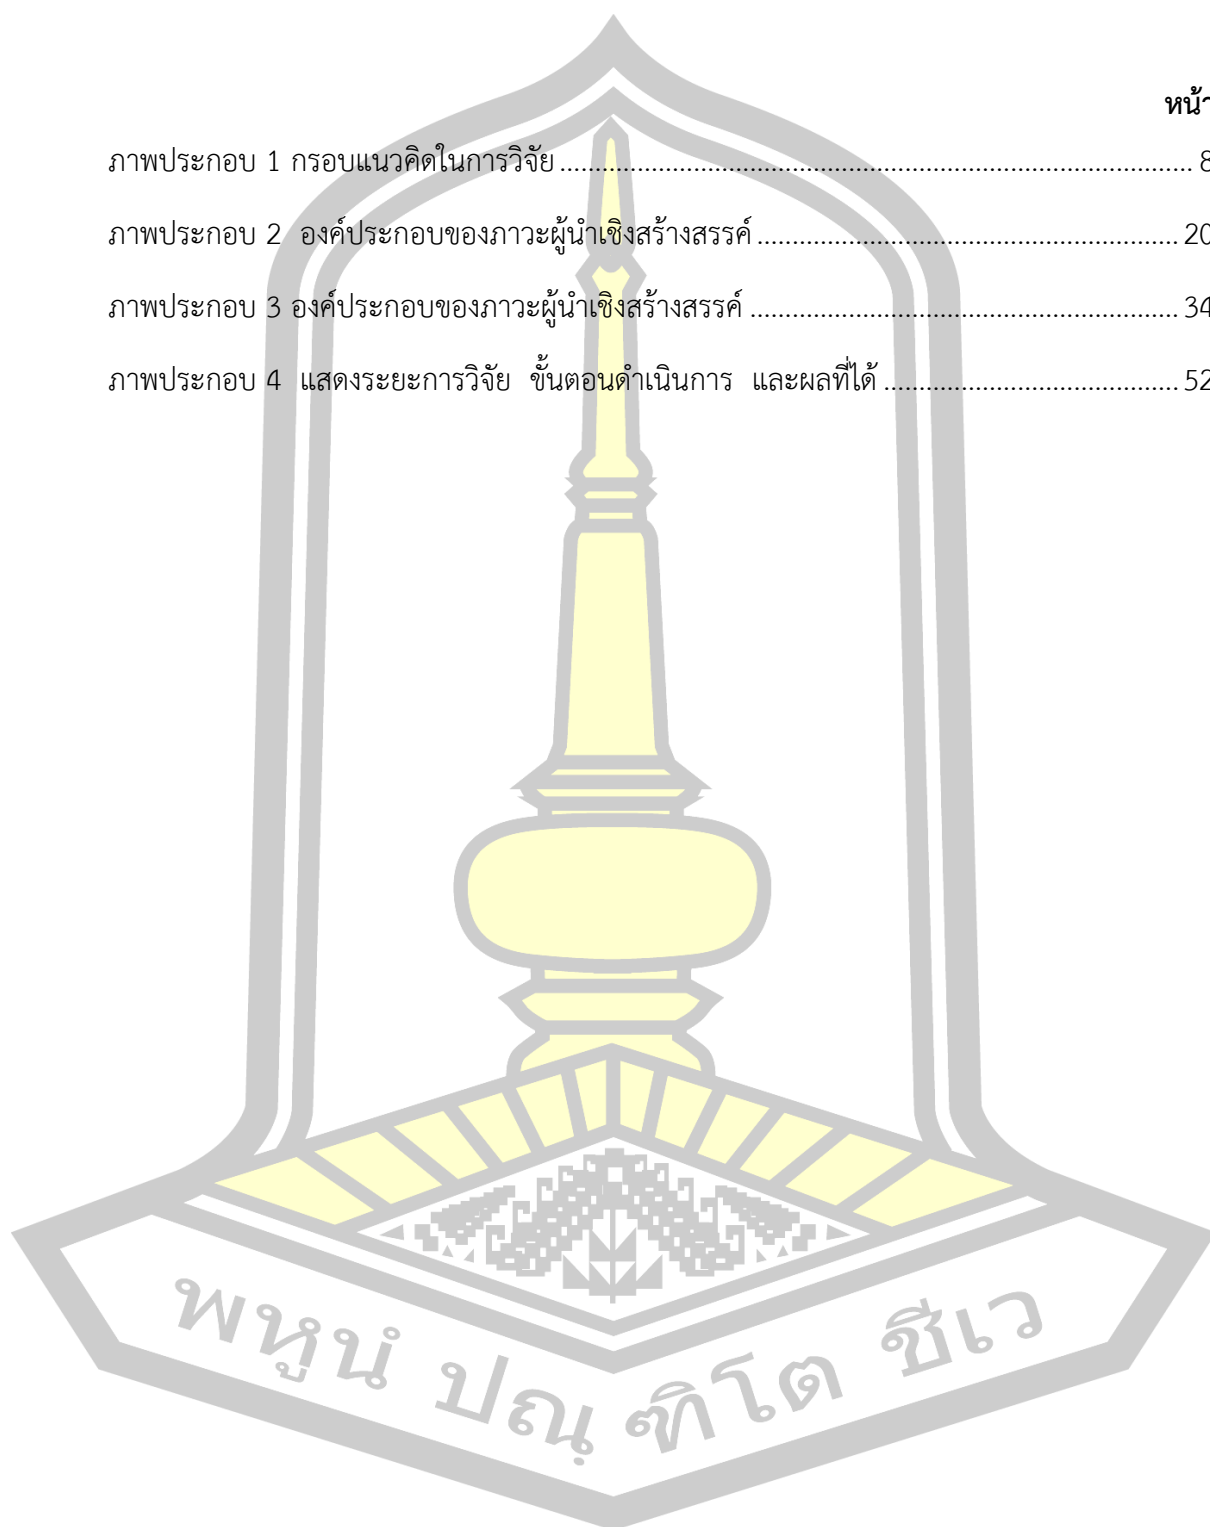 หน้า
ภาพประกอบ 1 กรอบแนวคิดในการวิจัย ........................................................................................... 8
ภาพประกอบ 2  องค์ประกอบของภาวะผู้นำเชิงสร้างสรรค์ ............................................................. 20
ภาพประกอบ 3 องค์ประกอบของภาวะผู้นำเชิงสร้างสรรค์ .............................................................. 34
ภาพประกอบ 4  แสดงระยะการวิจัย  ขั้นตอนดำเนินการ  และผลที่ได้ ........................................... 52
พหูนํ ปณฺฑิโต ชีเว